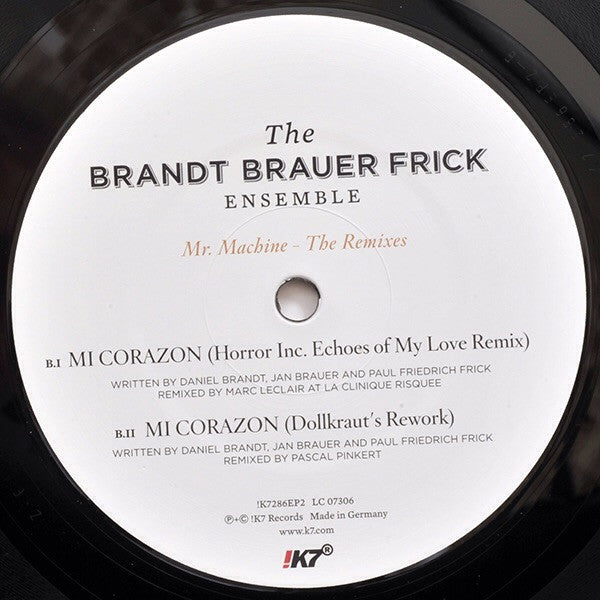 The
BRANDT BRAUER FRICK
ENSEMBLE
Mr. Machine - The Remixes
B.I MI CORAZON (Horror Inc. Echoes of My Love Remix)
WRITTEN BY DANIEL BRANDT, JAN BRAUER AND PAUL FRIEDRICH FRICK
REMIXED BY MARC LECLAIR AT LA CLINIQUE RISQUEE
B.II MI CORAZON (Dollkraut's Rework)
WRITTEN BY DANIEL BRANDT, JAN BRAUER AND PAUL FRIEDRICH FRICK
REMIXED BY PASCAL PINKERT
!K7286EP2 LC 07306
℗+© !K7 Records Made in Germany
www.k7.com
!K7®